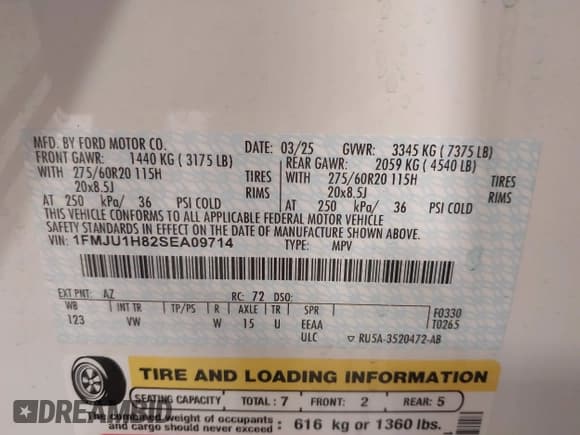 MFD. BY FORD MOTOR CO.
DATE: 03/25 GVWR: 3345 KG ( 7375 LB)
FRONT GAWR: 1440 KG ( 3175 LB) REAR GAWR: 2059 KG ( 4540 LB)
WITH 275/60R20 115H TIRES WITH 275/60R20 115H TIRES
20x8.5J RIMS 20x8.5J RIMS
AT 250 kPa/ 36 PSI COLD AT 250 kPa/ 36 PSI COLD
THIS VEHICLE CONFORMS TO ALL APPLICABLE FEDERAL MOTOR VEHICLE
SAFETY STANDARDS IN EFFECT ON THE DATE OF MANUFACTURE SHOWN ABOVE.
VIN: 1FMJU1H82SEA09714 TYPE: MPV
EXT PNT: AZ RC: 72 DSO:
WB INT TR TP/PS R AXLE TR SPR F0330
123 VW W 15 U EEAA T0265
ULC ▽ RU5A-3520472-AB
TIRE AND LOADING INFORMATION
SEATING CAPACITY TOTAL : 7 FRONT: 2 REAR: 5
The combined weight of occupants
and cargo should never exceed : 616 kg or 1360 lbs.
DREAMBID